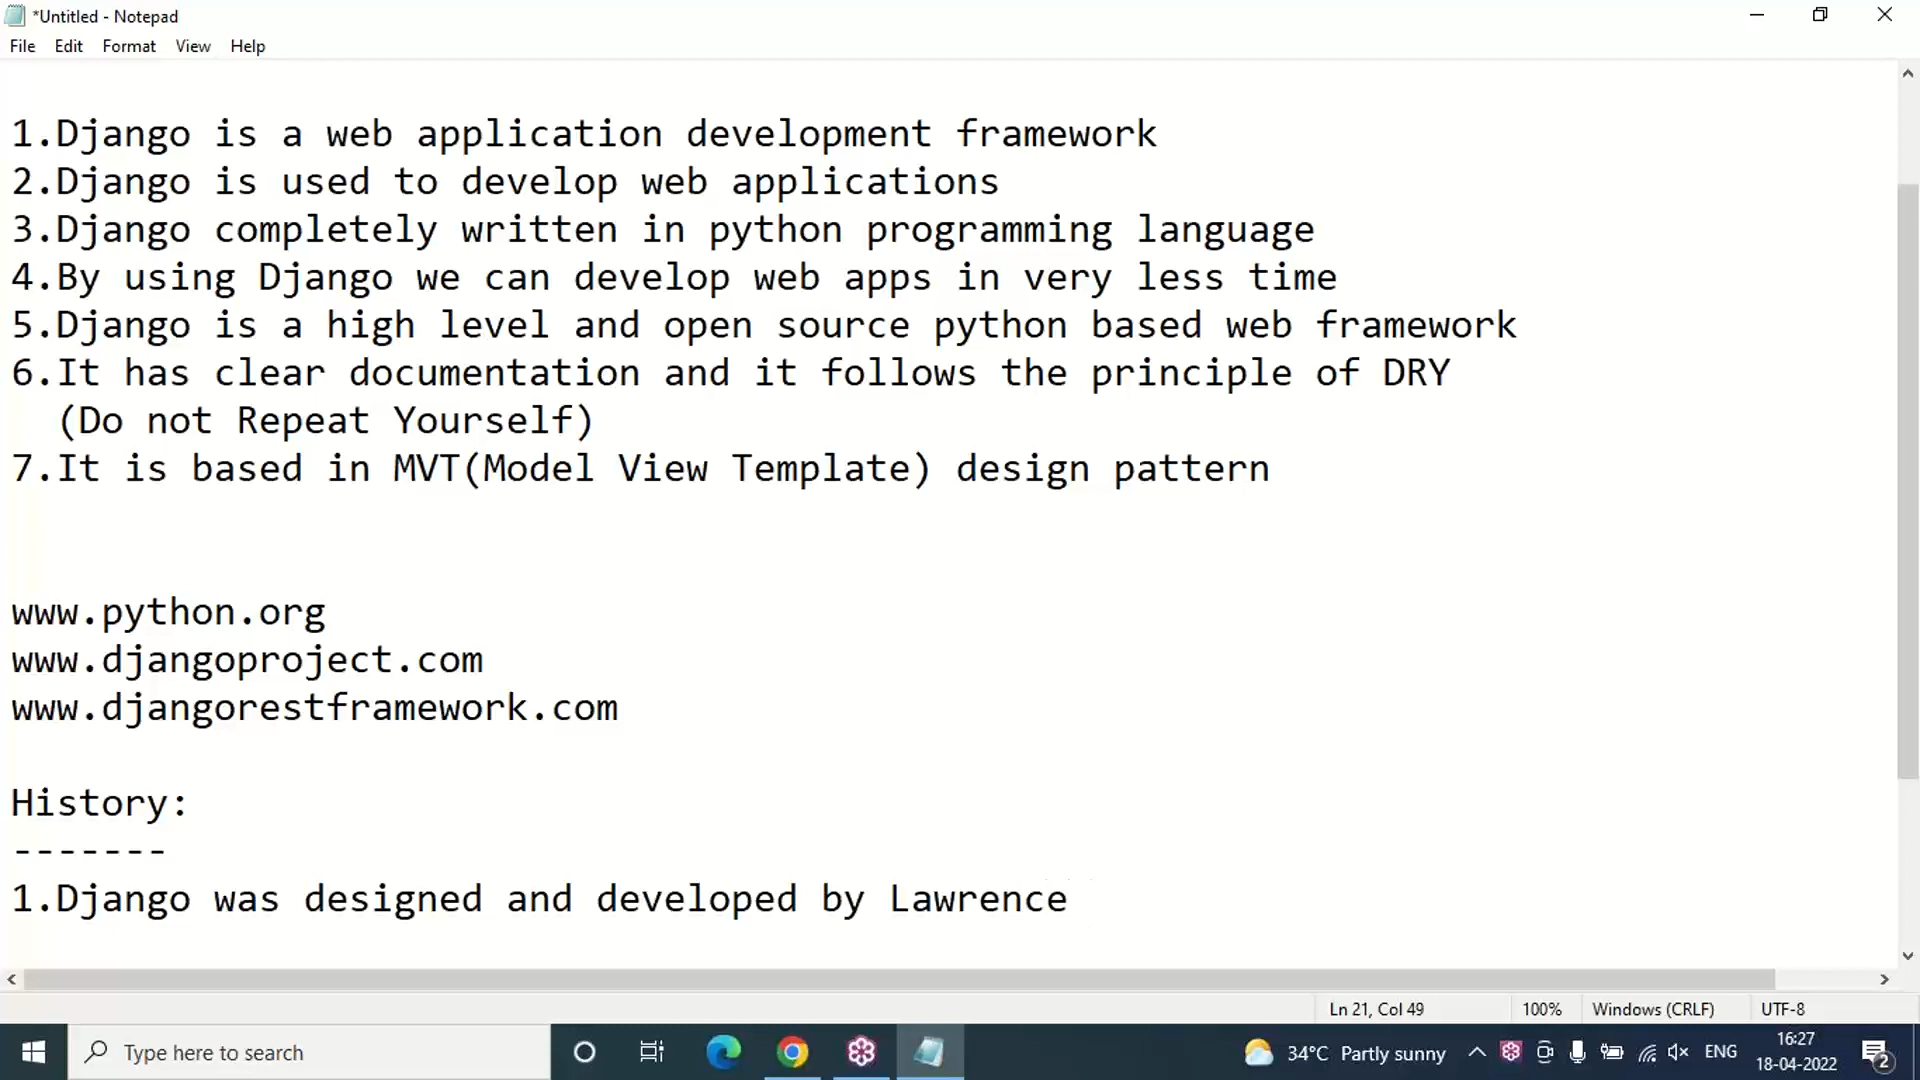 *Untitled - Notepad
File Edit Format View Help
1.Django is a web application development framework
2.Django is used to develop web applications
3.Django completely written in python programming language
4.By using Django we can develop web apps in very less time
5.Django is a high level and open source python based web framework
6.It has clear documentation and it follows the principle of DRY
(Do not Repeat Yourself)
7.It is based in MVT(Model View Template) design pattern
www.python.org
www.djangoproject.com
www.djangorestframework.com
History:
-------
1.Django was designed and developed by Lawrence
Ln 21, Col 49 100% Windows (CRLF) UTF-8
Type here to search 34°C Partly sunny ENG 16:27
18-04-2022 2